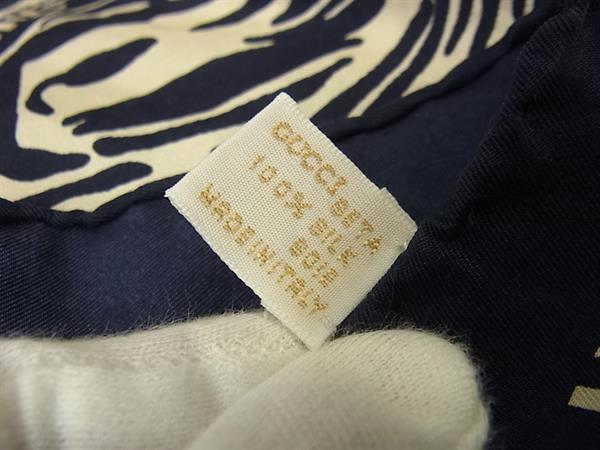 GUCCI SETA
100% SILK
SOIE
MADE IN ITALY